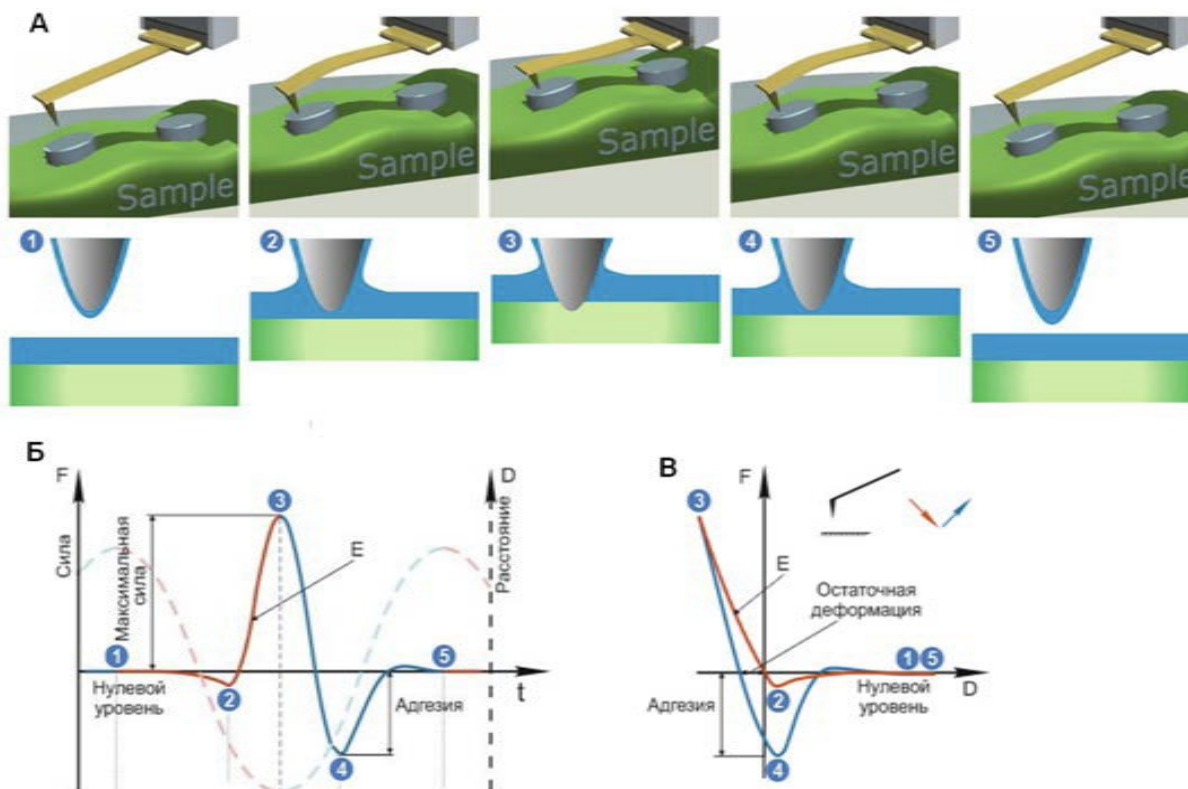 А
Sample
Sample
Sample
Sample
Sample
1
2
3
4
5
Б
F
Сила
Максимальная
сила
3
E
D
Расстояние
1
Нулевой
уровень
2
4
Адгезия
5
t
В
F
3
E
Остаточная
деформация
1
5
D
Нулевой
уровень
2
Адгезия
4